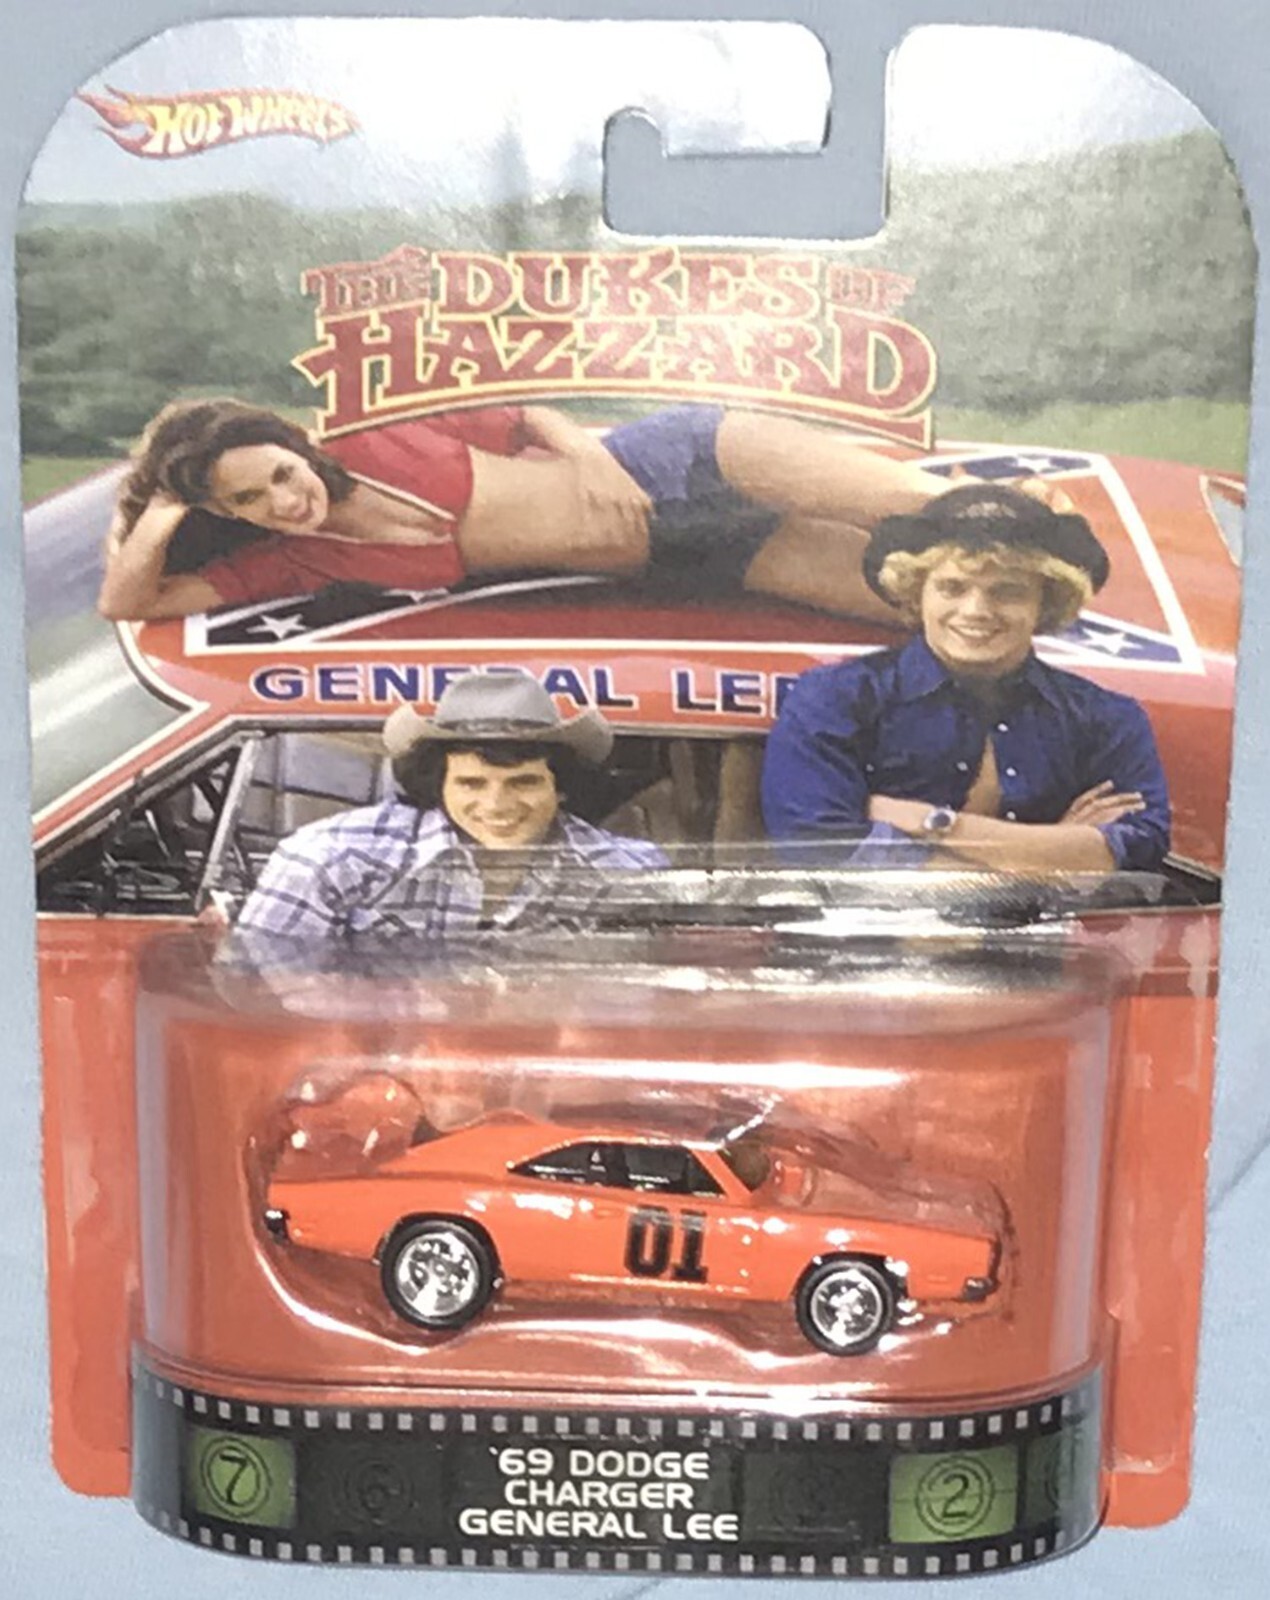 HOT WHEELS
THE DUKES OF
HAZZARD
GENERAL LEE
01
7
2
'69 DODGE
CHARGER
GENERAL LEE